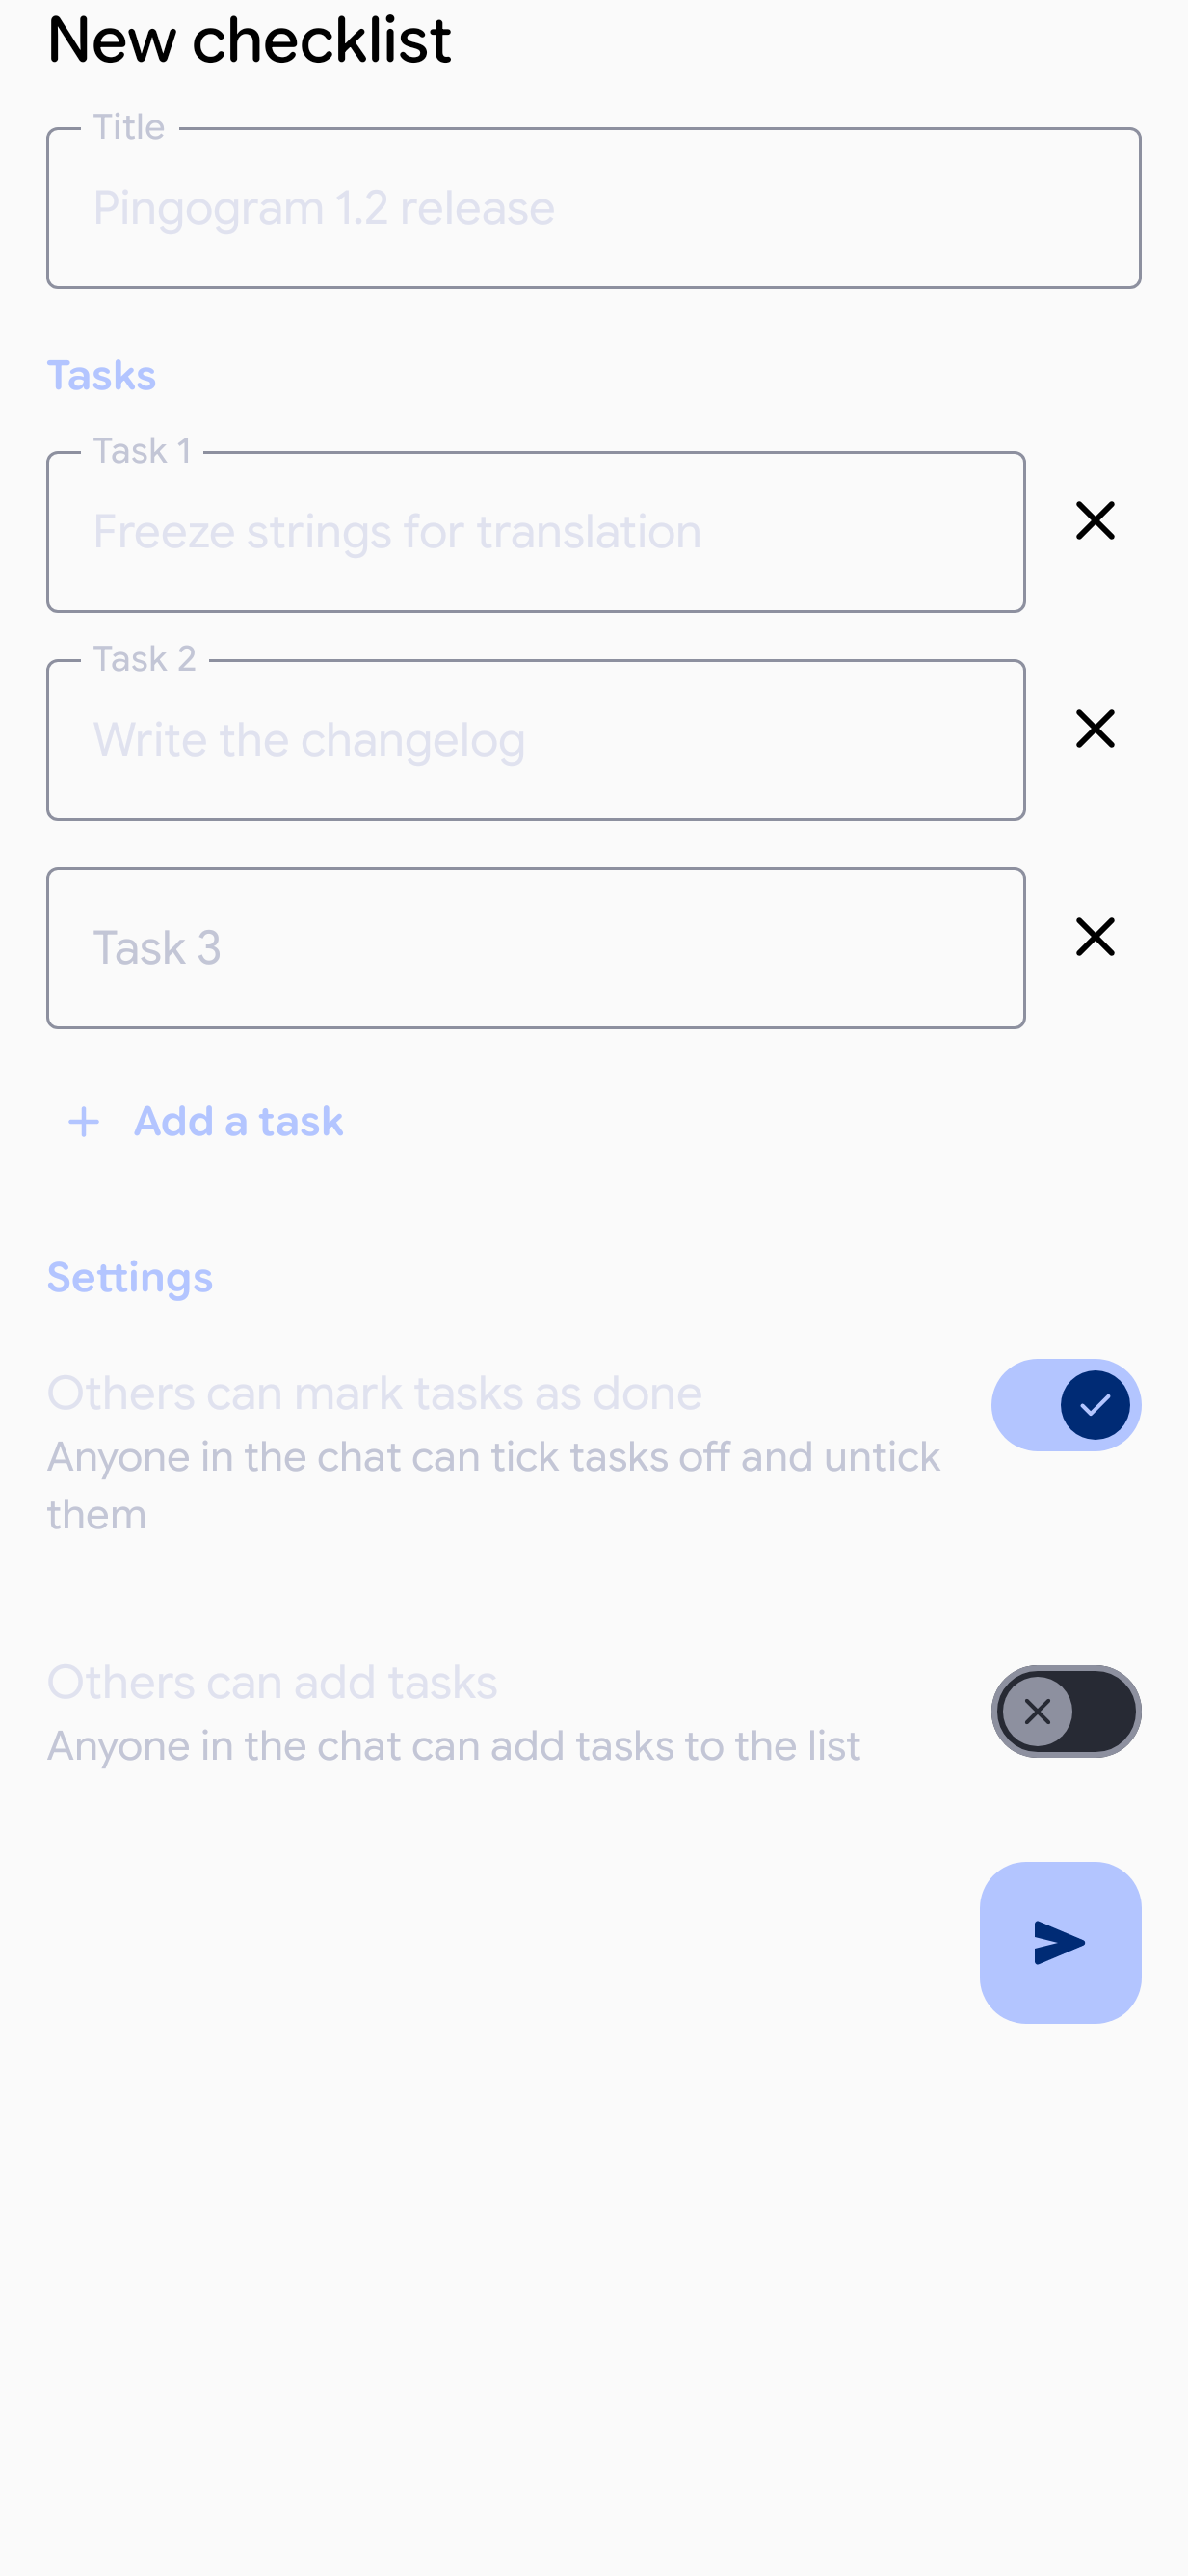 New checklist
Title
Pingogram 1.2 release
Tasks
Task 1
Freeze strings for translation
Task 2
Write the changelog
Task 3
Add a task
Settings
Others can mark tasks as done
Anyone in the chat can tick tasks off and untick
them
Others can add tasks
Anyone in the chat can add tasks to the list